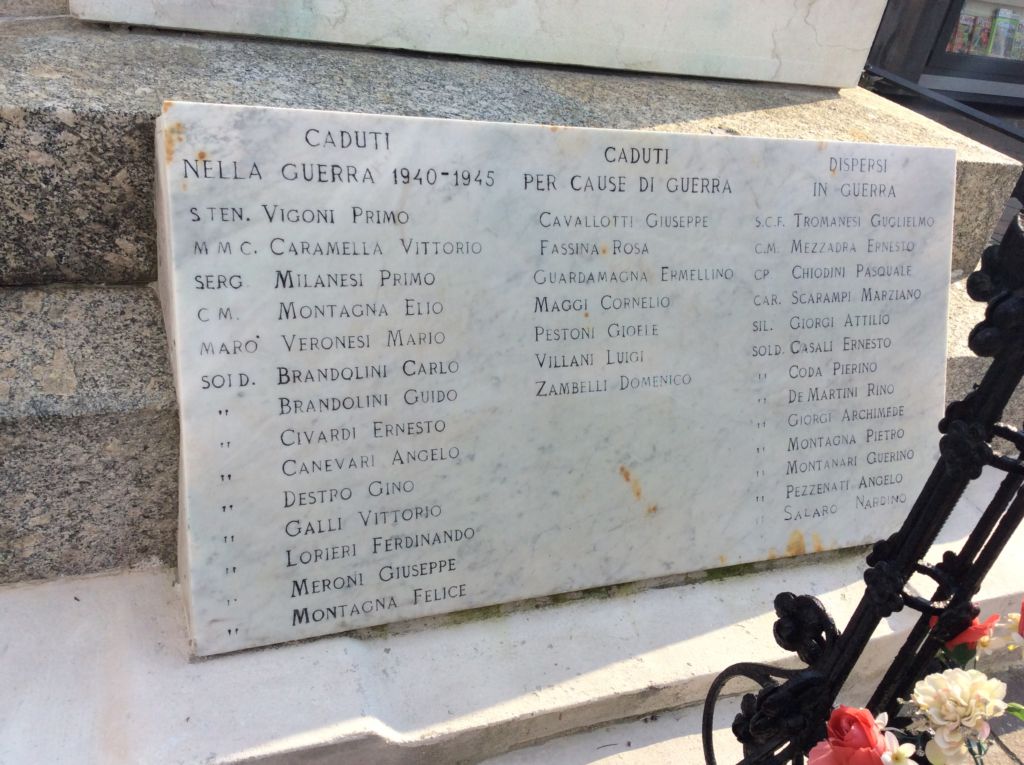 CADUTI
NELLA GUERRA 1940-1945
S TEN. VIGONI PRIMO
M M C. CARAMELLA VITTORIO
SERG. MILANESI PRIMO
C M. MONTAGNA ELIO
MARO' VERONESI MARIO
SOLD. BRANDOLINI CARLO
" BRANDOLINI GUIDO
" CIVARDI ERNESTO
" CANEVARI ANGELO
" DESTRO GINO
" GALLI VITTORIO
" LORIERI FERDINANDO
" MERONI GIUSEPPE
" MONTAGNA FELICE
CADUTI
PER CAUSE DI GUERRA
CAVALLOTTI GIUSEPPE
FASSINA ROSA
GUARDAMAGNA ERMELLINO
MAGGI CORNELIO
PESTONI GIOELE
VILLANI LUIGI
ZAMBELLI DOMENICO
DISPERSI
IN GUERRA
S.C.F. TROMANESI GUGLIELMO
C.M. MEZZADRA ERNESTO
CP. CHIODINI PASQUALE
CAR. SCARAMPI MARZIANO
SIL. GIORGI ATTILIO
SOLD. CASALI ERNESTO
" CODA PIERINO
" DE MARTINI RINO
" GIORGI ARCHIMEDE
" MONTAGNA PIETRO
" MONTANARI GUERINO
" PEZZENATI ANGELO
" SALARO NARDINO